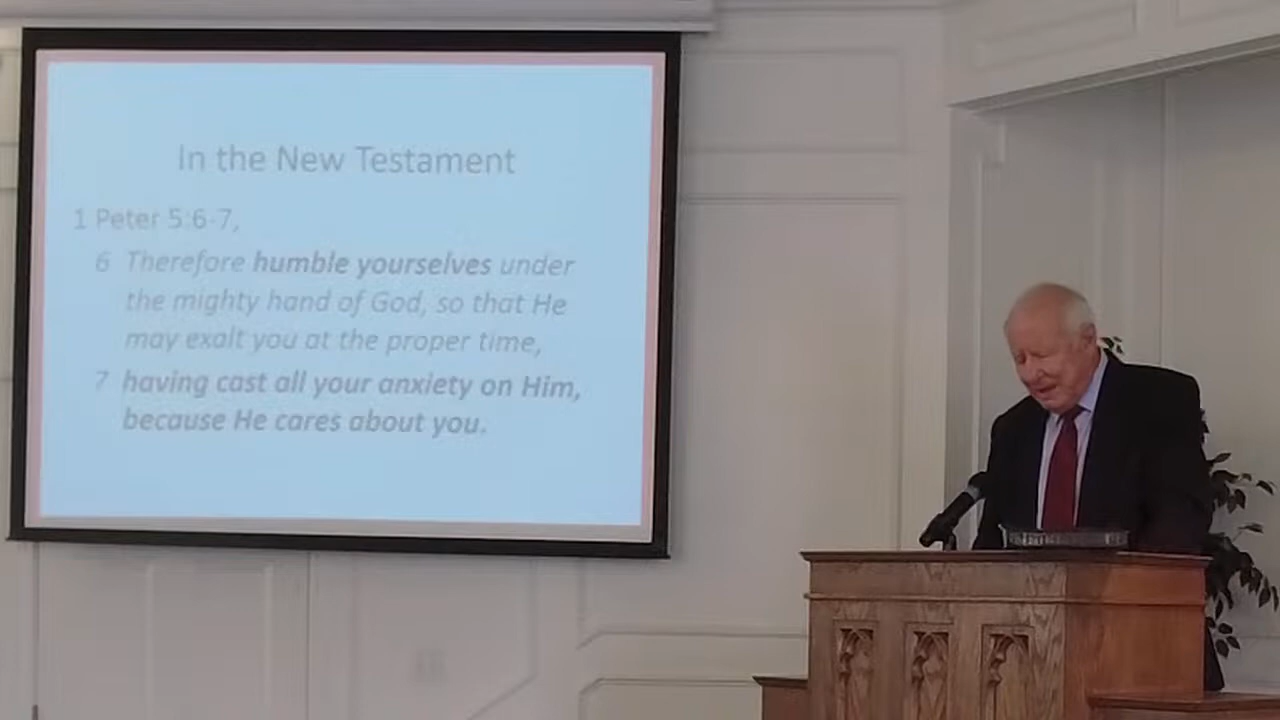 In the New Testament
1 Peter 5:6-7,
6 Therefore humble yourselves under
the mighty hand of God, so that He
may exalt you at the proper time,
7 having cast all your anxiety on Him,
because He cares about you.